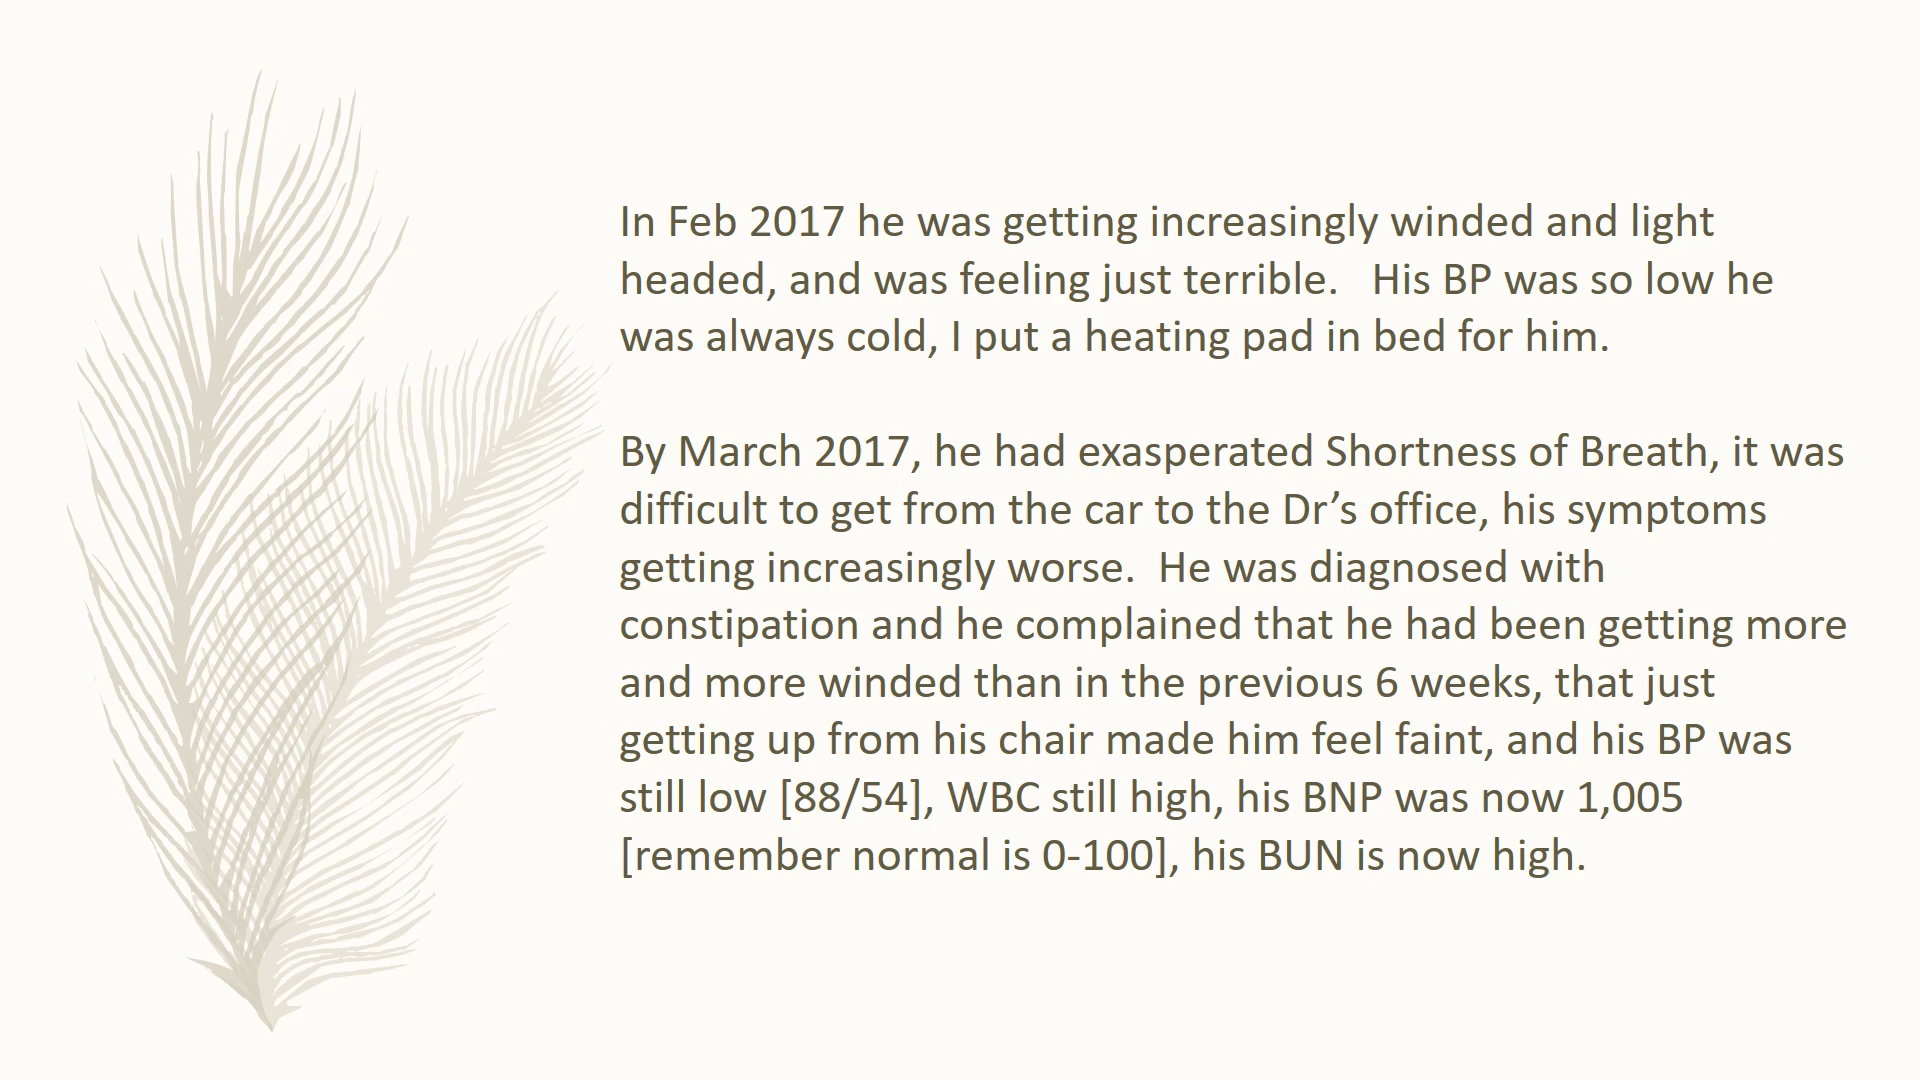 In Feb 2017 he was getting increasingly winded and light
headed, and was feeling just terrible.   His BP was so low he
was always cold, I put a heating pad in bed for him.
By March 2017, he had exasperated Shortness of Breath, it was
difficult to get from the car to the Dr’s office, his symptoms
getting increasingly worse.  He was diagnosed with
constipation and he complained that he had been getting more
and more winded than in the previous 6 weeks, that just
getting up from his chair made him feel faint, and his BP was
still low [88/54], WBC still high, his BNP was now 1,005
[remember normal is 0-100], his BUN is now high.